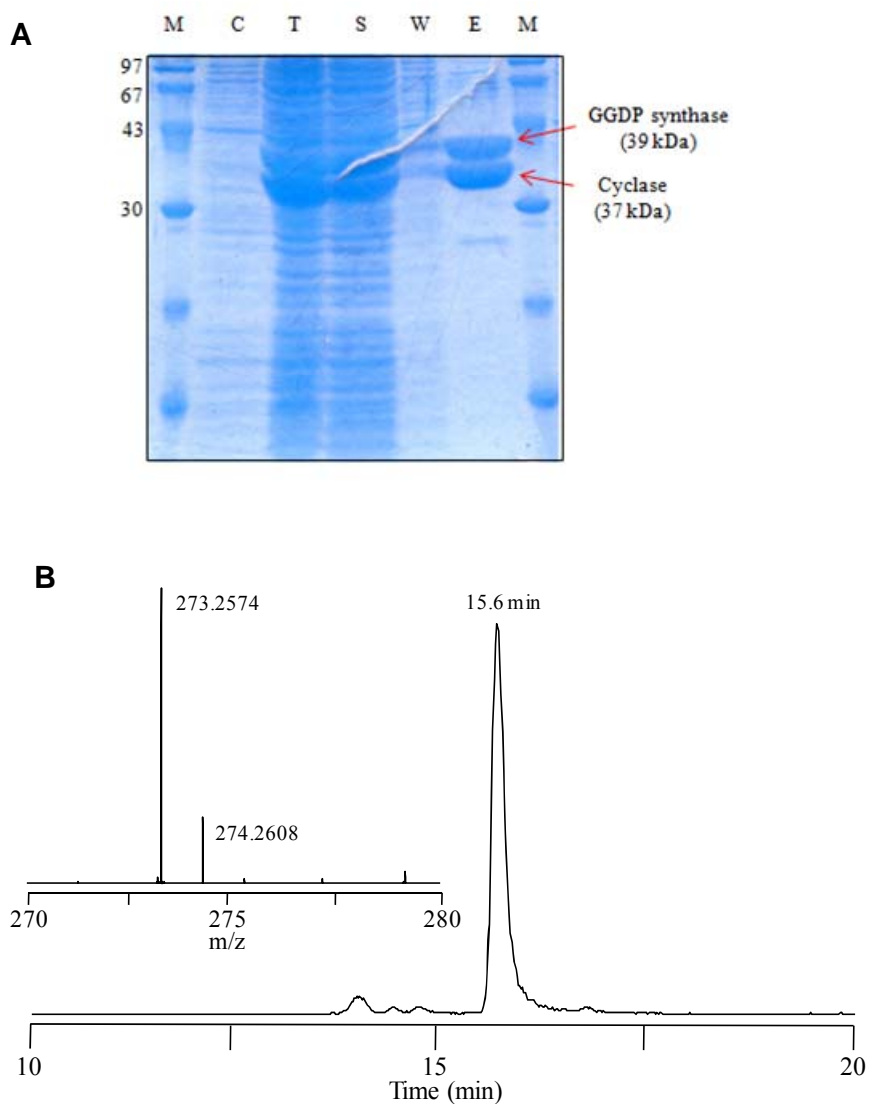 A
M C T S W E M
97
67
43
30
GGDP synthase
(39 kDa)
Cyclase
(37 kDa)
B
273.2574
274.2608
15.6 min
270 275 280
m/z
10 15 20
Time (min)